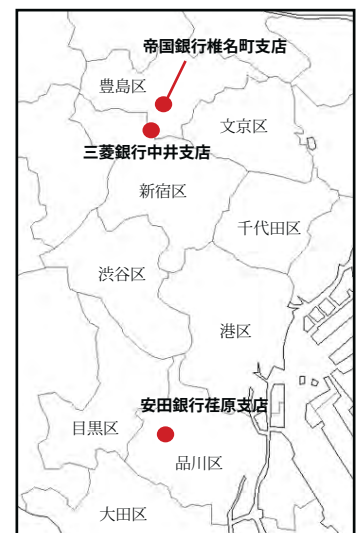 帝国銀行椎名町支店
豊島区
文京区
三菱銀行中井支店
新宿区
千代田区
渋谷区
港区
安田銀行荏原支店
目黒区
品川区
大田区